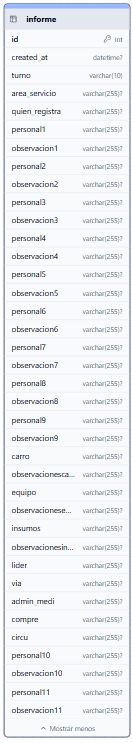 informe
id int
created_at datetime?
turno varchar(10)
area_servicio varchar(255)?
quien_registra varchar(255)?
personal1 varchar(255)?
observacion1 varchar(255)?
personal2 varchar(255)?
observacion2 varchar(255)?
personal3 varchar(255)?
observacion3 varchar(255)?
personal4 varchar(255)?
observacion4 varchar(255)?
personal5 varchar(255)?
observacion5 varchar(255)?
personal6 varchar(255)?
observacion6 varchar(255)?
personal7 varchar(255)?
observacion7 varchar(255)?
personal8 varchar(255)?
observacion8 varchar(255)?
personal9 varchar(255)?
observacion9 varchar(255)?
carro varchar(255)?
observacionesca... varchar(255)?
equipo varchar(255)?
observacionese... varchar(255)?
insumos varchar(255)?
observacionesin... varchar(255)?
lider varchar(255)?
via varchar(255)?
admin_medi varchar(255)?
compre varchar(255)?
circu varchar(255)?
personal10 varchar(255)?
observacion10 varchar(255)?
personal11 varchar(255)?
observacion11 varchar(255)?
Mostrar menos